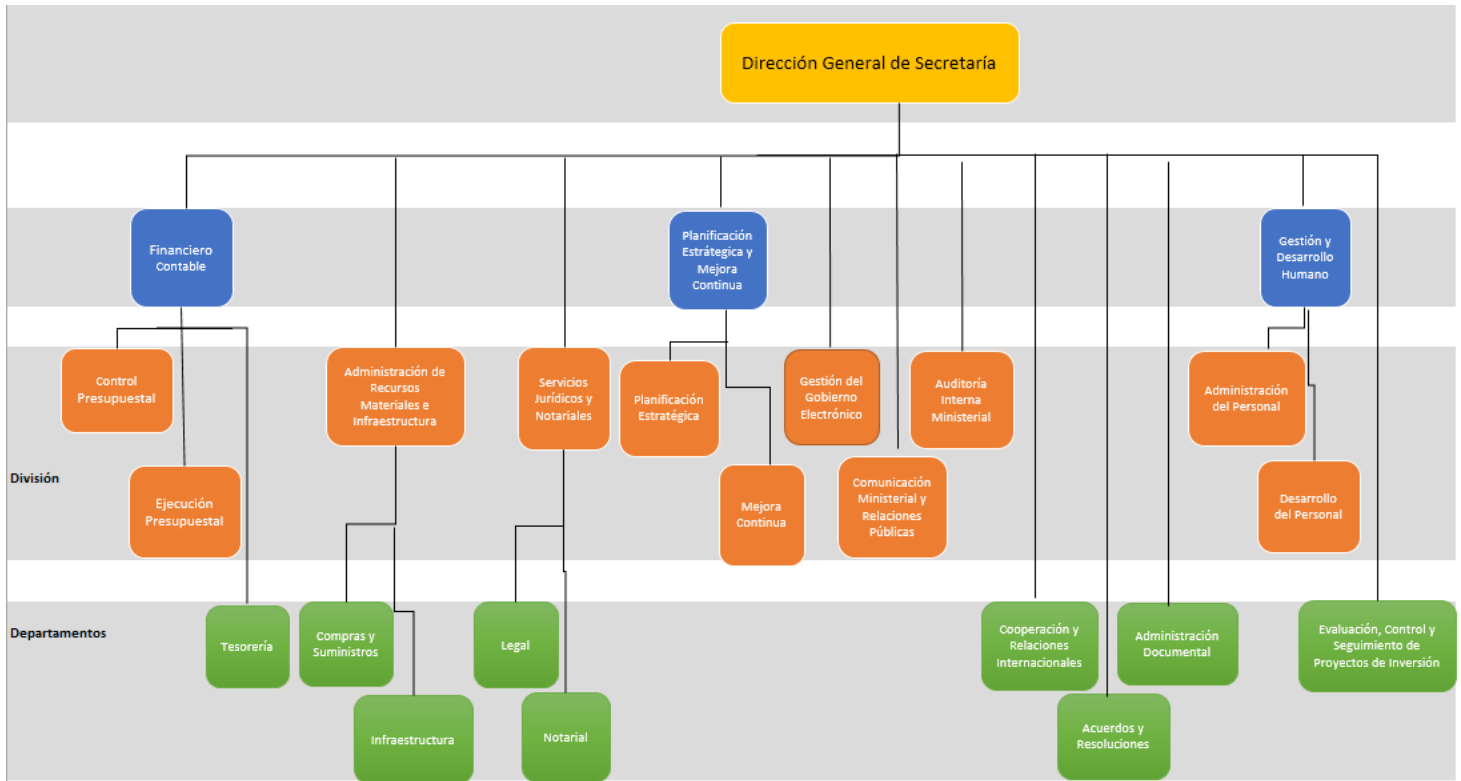 Dirección General de Secretaría
Financiero
Contable
Planificación
Estrátegica y
Mejora
Continua
Gestión y
Desarrollo
Humano
Control
Presupuestal
Administración de
Recursos
Materiales e
Infraestructura
Servicios
Jurídicos y
Notariales
Planificación
Estratégica
Gestión del
Gobierno
Electrónico
Auditoría
Interna
Ministerial
Administración
del Personal
División
Ejecución
Presupuestal
Mejora
Continua
Comunicación
Ministerial y
Relaciones
Públicas
Desarrollo
del Personal
Departamentos
Tesorería
Compras y
Suministros
Legal
Cooperación y
Relaciones
Internacionales
Administración
Documental
Evaluación, Control y
Seguimiento de
Proyectos de Inversión
Infraestructura
Notarial
Acuerdos y
Resoluciones